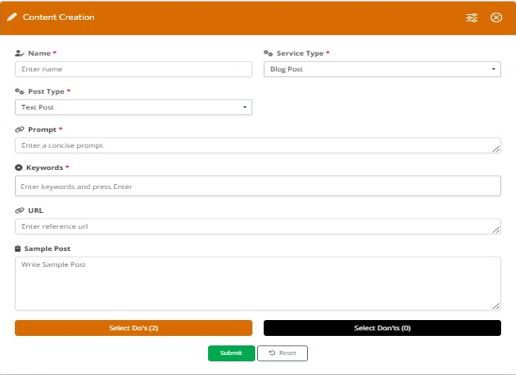 Content Creation
Name * Service Type *
Enter name Blog Post
Post Type *
Text Post
Prompt *
Enter a concise prompt
Keywords *
Enter keywords and press Enter
URL
Enter reference url
Sample Post
Write Sample Post
Select Do's (2) Select Don'ts (0)
Submit Reset